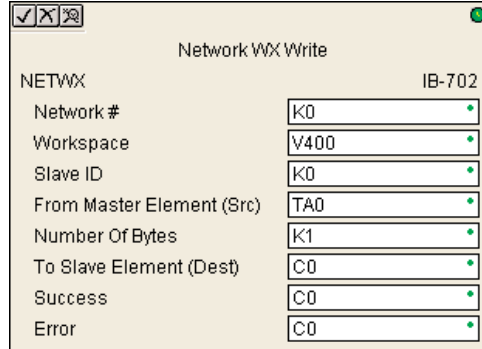 Network WX Write
NETWX IB-702
Network # K0
Workspace V400
Slave ID K0
From Master Element (Src) TA0
Number Of Bytes K1
To Slave Element (Dest) C0
Success C0
Error C0